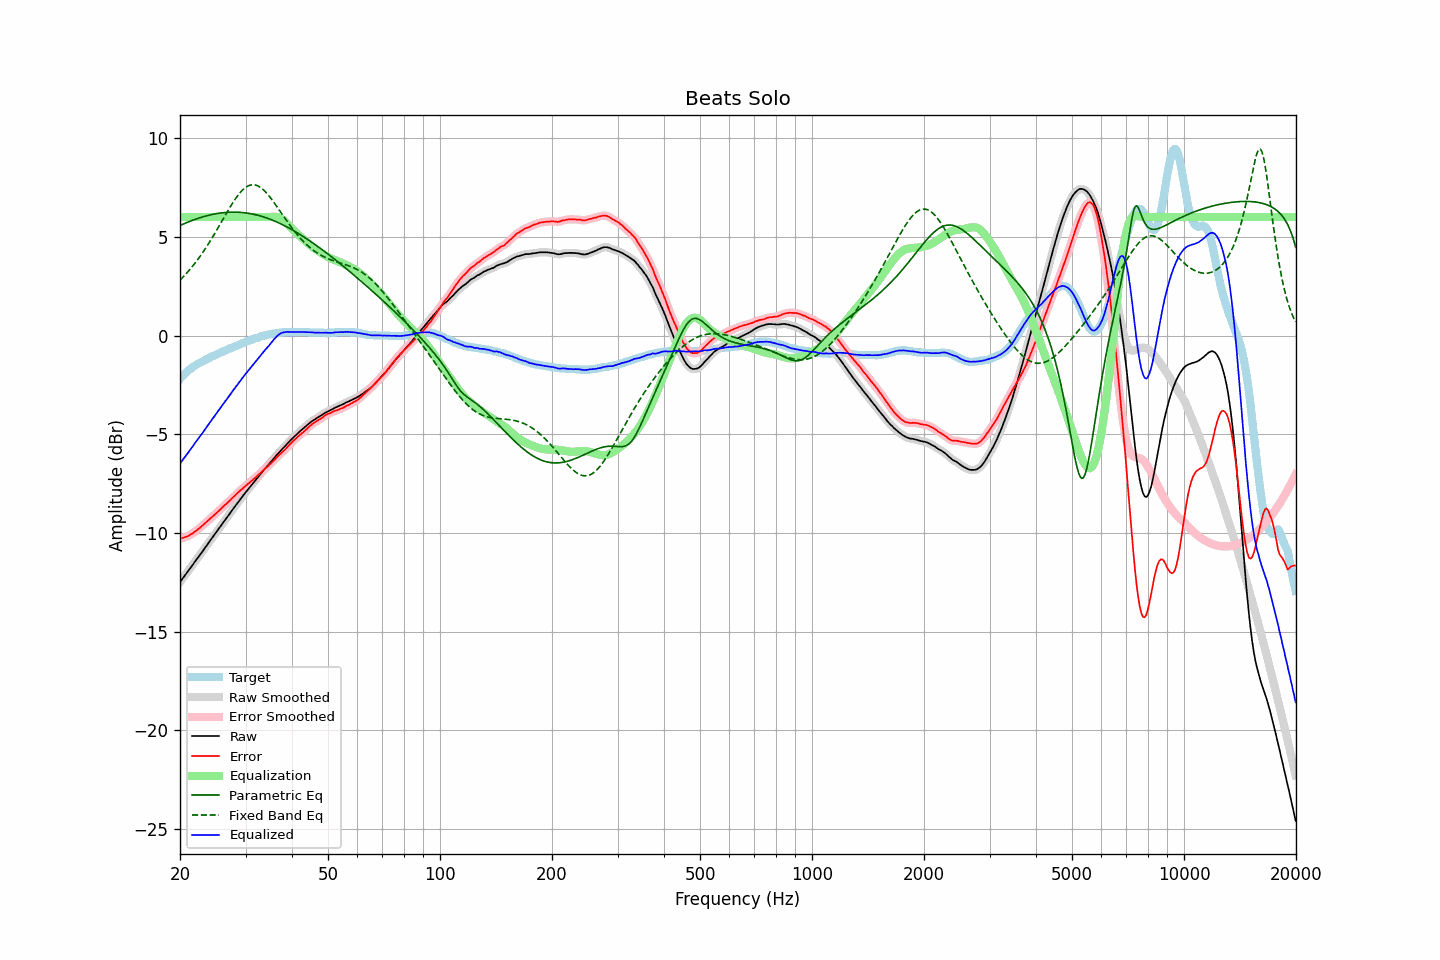 Beats Solo
Amplitude (dBr)
10
5
0
−5
−10
−15
−20
−25
Target
Raw Smoothed
Error Smoothed
Raw
Error
Equalization
Parametric Eq
Fixed Band Eq
Equalized
20 50 100 200 500 1000 2000 5000 10000 20000
Frequency (Hz)